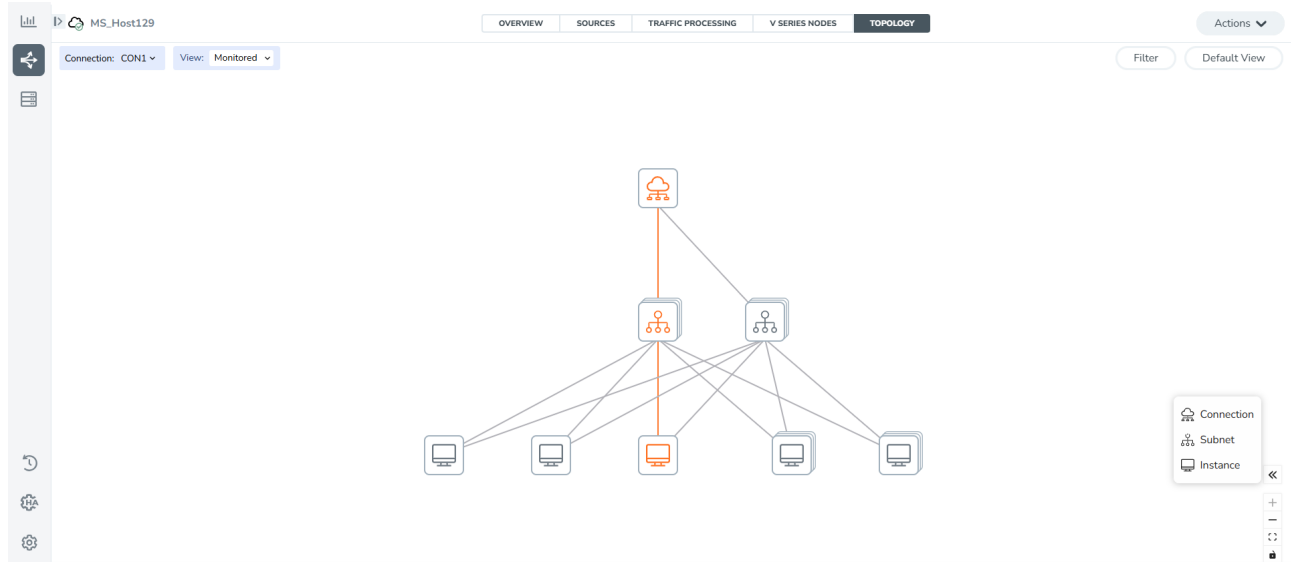 MS_Host129
OVERVIEW SOURCES TRAFFIC PROCESSING V SERIES NODES TOPOLOGY
Actions
Connection: CON1 View: Monitored
Filter Default View
Connection
Subnet
Instance
HA